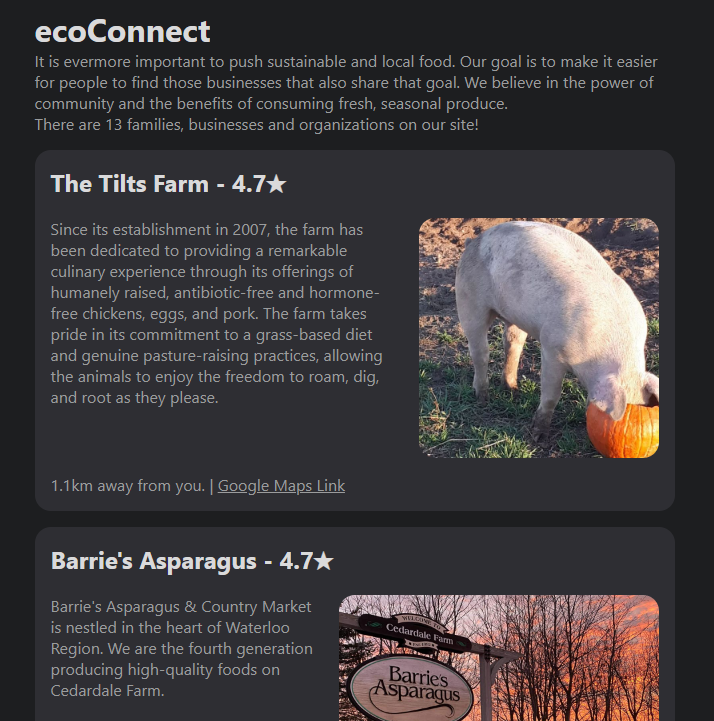 ecoConnect
It is evermore important to push sustainable and local food. Our goal is to make it easier
for people to find those businesses that also share that goal. We believe in the power of
community and the benefits of consuming fresh, seasonal produce.
There are 13 families, businesses and organizations on our site!
The Tilts Farm - 4.7★
Since its establishment in 2007, the farm has
been dedicated to providing a remarkable
culinary experience through its offerings of
humanely raised, antibiotic-free and hormone-
free chickens, eggs, and pork. The farm takes
pride in its commitment to a grass-based diet
and genuine pasture-raising practices, allowing
the animals to enjoy the freedom to roam, dig,
and root as they please.
1.1km away from you. | Google Maps Link
Barrie's Asparagus - 4.7★
Barrie's Asparagus & Country Market
is nestled in the heart of Waterloo
Region. We are the fourth generation
producing high-quality foods on
Cedardale Farm.
Cedardale Farm
Barrie's
Asparagus